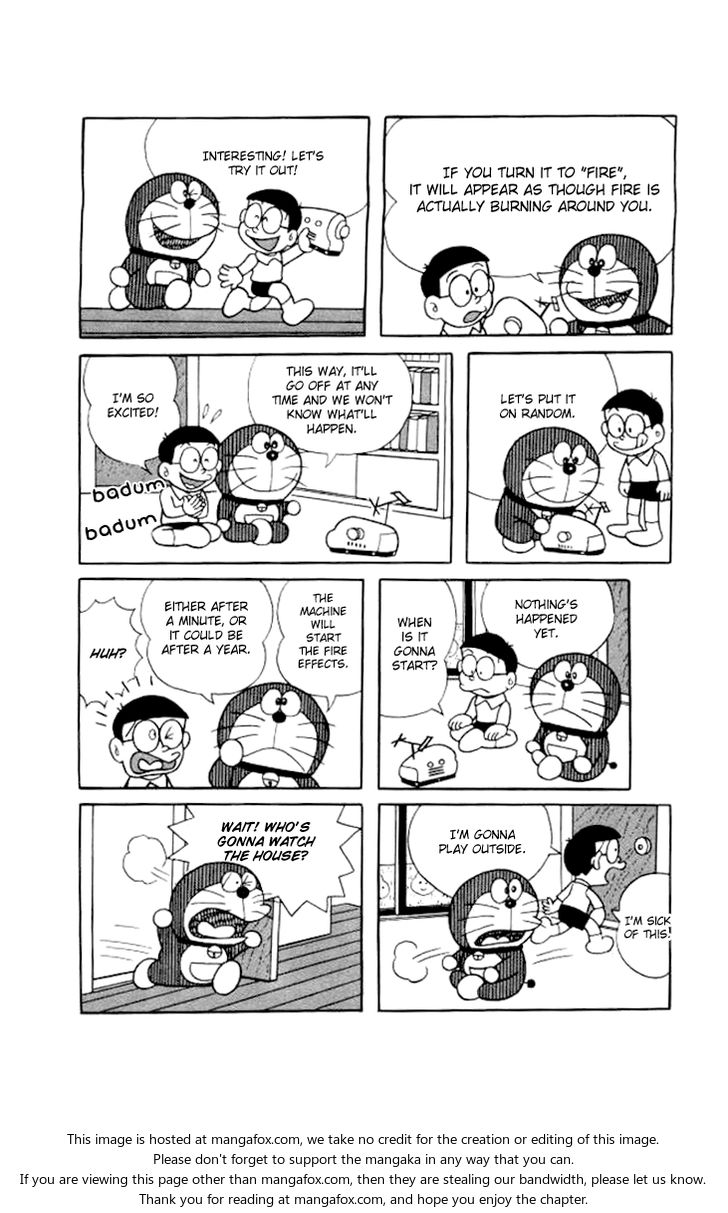 IF YOU TURN IT TO "FIRE",
IT WILL APPEAR AS THOUGH FIRE IS
ACTUALLY BURNING AROUND YOU.
INTERESTING! LET'S
TRY IT OUT!
LET'S PUT IT
ON RANDOM.
THIS WAY, IT'LL
GO OFF AT ANY
TIME AND WE WON'T
KNOW WHAT'LL
HAPPEN.
I'M SO
EXCITED!
badum
badum
NOTHING'S
HAPPENED
YET.
WHEN
IS IT
GONNA
START?
THE
MACHINE
WILL
START
THE FIRE
EFFECTS.
EITHER AFTER
A MINUTE, OR
IT COULD BE
AFTER A YEAR.
HUH?
I'M SICK
OF THIS!
I'M GONNA
PLAY OUTSIDE.
WAIT! WHO'S
GONNA WATCH
THE HOUSE?
This image is hosted at mangafox.com, we take no credit for the creation or editing of this image.
Please don't forget to support the mangaka in any way that you can.
If you are viewing this page other than mangafox.com, then they are stealing our bandwidth, please let us know.
Thank you for reading at mangafox.com, and hope you enjoy the chapter.